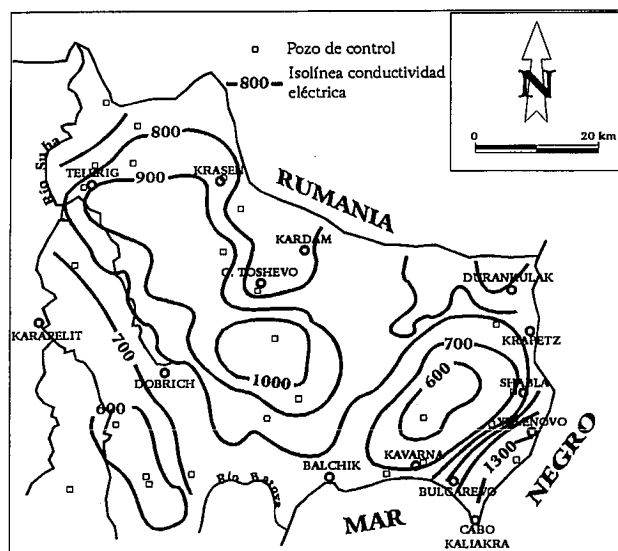 Pozo de control
800
Isolínea conductividad
eléctrica
N
0
20 km
Río Suha
800
TELERIG
900
KRASEN
RUMANIA
KARDAM
G. TOSHEVO
DURANKULAK
KARAPELIT
700
KRAPETZ
700
DOBRICH
1000
600
SHABLA
600
1300
NEGRO
KAVARNA
BALCHIK
BULGAREVO
Río
MAR
CABO
KALIAKRA